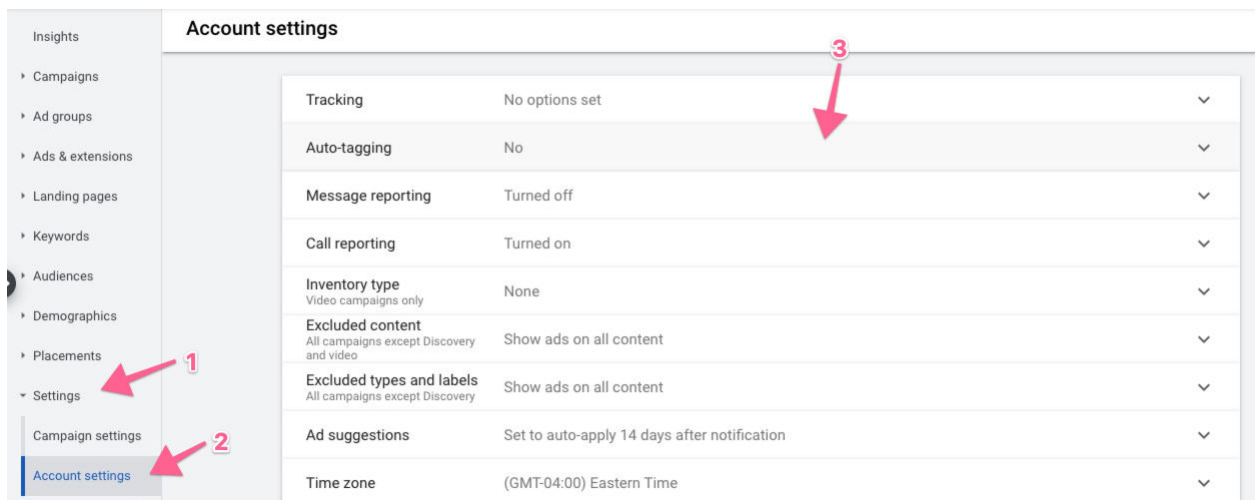 Insights
Campaigns
Ad groups
Ads & extensions
Landing pages
Keywords
Audiences
Demographics
Placements
1
Settings
Campaign settings
2
Account settings
Account settings
3
Tracking No options set
Auto-tagging No
Message reporting Turned off
Call reporting Turned on
Inventory type
Video campaigns only
None
Excluded content
All campaigns except Discovery
and video
Show ads on all content
Excluded types and labels
All campaigns except Discovery
Show ads on all content
Ad suggestions Set to auto-apply 14 days after notification
Time zone (GMT-04:00) Eastern Time